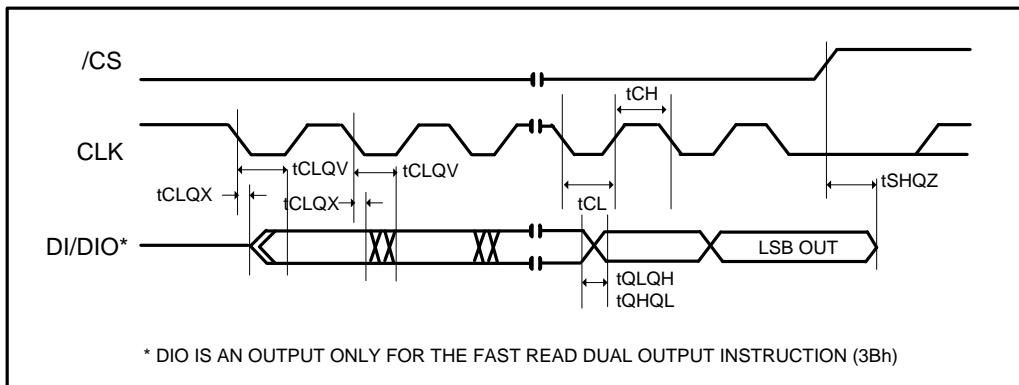 /CS
tCH
CLK
tCLQV
tCLQV
tSHQZ
tCLQX
tCLQX
tCL
DI/DIO*
LSB OUT
tQLQH
tQHQL
* DIO IS AN OUTPUT ONLY FOR THE FAST READ DUAL OUTPUT INSTRUCTION (3Bh)